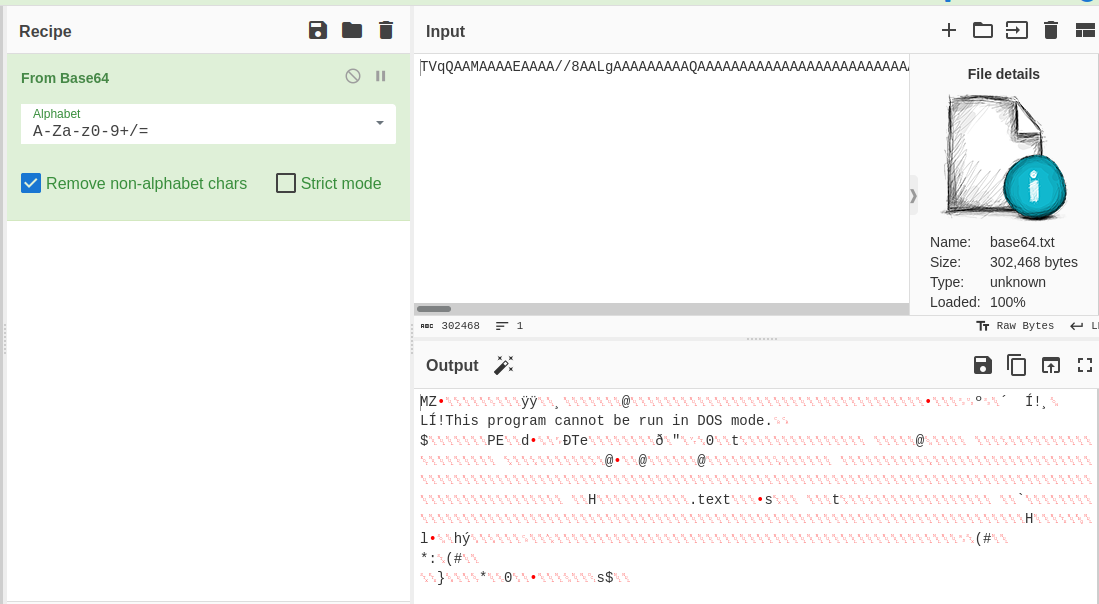 Recipe
From Base64
Alphabet
A-Za-z0-9+/=
Remove non-alphabet chars
Strict mode
Input
TVqQAAMAAAAEAAAA//8AALgAAAAAAAAAQAAAAAAAAAAAAAAAAAAAAAAAAA
File details
Name: base64.txt
Size: 302,468 bytes
Type: unknown
Loaded: 100%
ABC 302468 1
Raw Bytes
Output
MZ ÿÿ ¸ @ º ´ Í!¸
LÍ!This program cannot be run in DOS mode.
$ PE d ÐTe ð " 0 t @
@ @ @
H .text s t `
H
l hý (#
*: (#
} * 0 s$